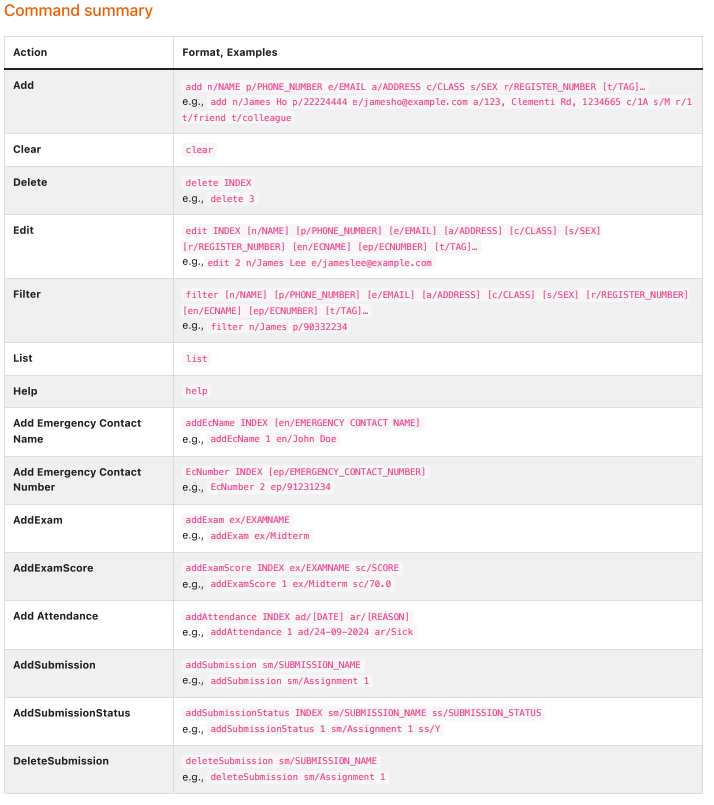 Command summary
Action Format, Examples
Add add n/NAME p/PHONE_NUMBER e/EMAIL a/ADDRESS c/CLASS s/SEX r/REGISTER_NUMBER [t/TAG]…
e.g., add n/James Ho p/22224444 e/jamesho@example.com a/123, Clementi Rd, 1234665 c/1A s/M r/1
t/friend t/colleague
Clear clear
Delete delete INDEX
e.g., delete 3
Edit edit INDEX [n/NAME] [p/PHONE_NUMBER] [e/EMAIL] [a/ADDRESS] [c/CLASS] [s/SEX]
[r/REGISTER_NUMBER] [en/ECNAME] [ep/ECNUMBER] [t/TAG]…
e.g., edit 2 n/James Lee e/jameslee@example.com
Filter filter [n/NAME] [p/PHONE_NUMBER] [e/EMAIL] [a/ADDRESS] [c/CLASS] [s/SEX] [r/REGISTER_NUMBER]
[en/ECNAME] [ep/ECNUMBER] [t/TAG]…
e.g., filter n/James p/90332234
List list
Help help
Add Emergency Contact addEcName INDEX [en/EMERGENCY CONTACT NAME]
Name e.g., addEcName 1 en/John Doe
Add Emergency Contact EcNumber INDEX [ep/EMERGENCY_CONTACT_NUMBER]
Number e.g., EcNumber 2 ep/91231234
AddExam addExam ex/EXAMNAME
e.g., addExam ex/Midterm
AddExamScore addExamScore INDEX ex/EXAMNAME sc/SCORE
e.g., addExamScore 1 ex/Midterm sc/70.0
Add Attendance addAttendance INDEX ad/[DATE] ar/[REASON]
e.g., addAttendance 1 ad/24-09-2024 ar/Sick
AddSubmission addSubmission sm/SUBMISSION_NAME
e.g., addSubmission sm/Assignment 1
AddSubmissionStatus addSubmissionStatus INDEX sm/SUBMISSION_NAME ss/SUBMISSION_STATUS
e.g., addSubmissionStatus 1 sm/Assignment 1 ss/Y
DeleteSubmission deleteSubmission sm/SUBMISSION_NAME
e.g., deleteSubmission sm/Assignment 1